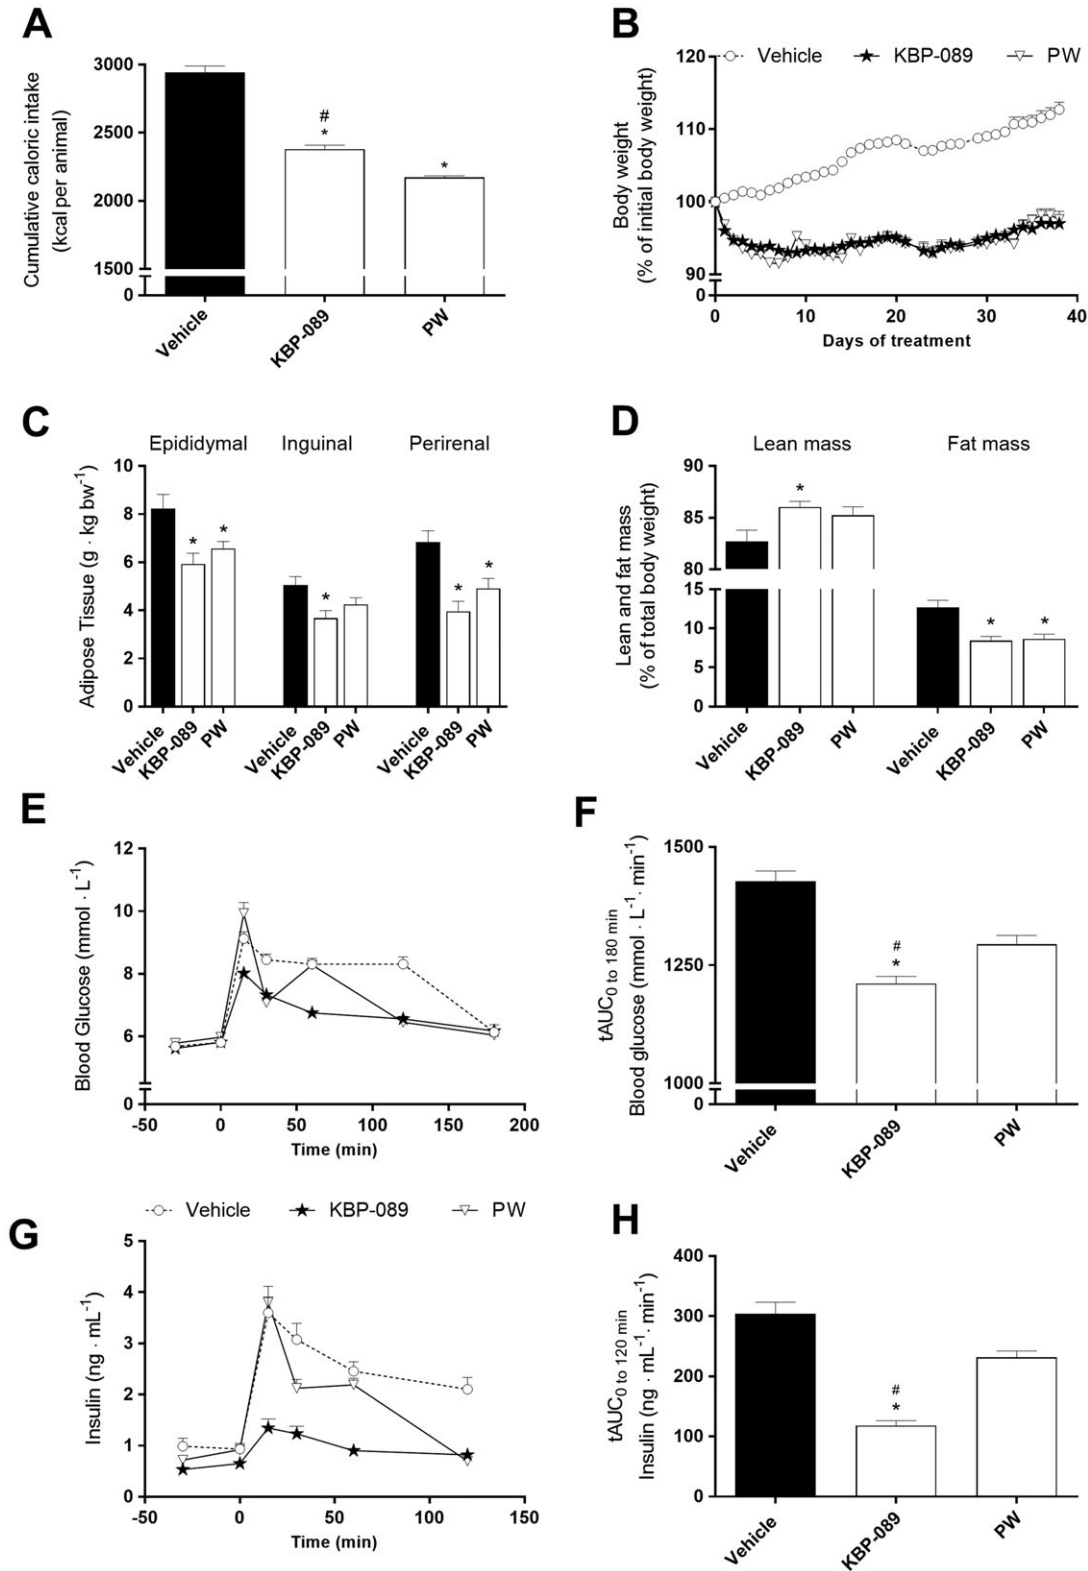 A
Cumulative caloric intake
(kcal per animal)
3000
2500
2000
1500
0
#
*
*
Vehicle
KBP-089
PW
B
Vehicle
KBP-089
PW
Body weight
(% of initial body weight)
120
110
100
90
0
0
10
20
30
40
Days of treatment
C
Epididymal
Inguinal
Perirenal
Adipose Tissue (g · kg bw⁻¹)
10
8
6
4
2
0
*
*
*
*
*
Vehicle
KBP-089
PW
Vehicle
KBP-089
PW
Vehicle
KBP-089
PW
D
Lean mass
Fat mass
Lean and fat mass
(% of total body weight)
90
85
80
15
10
5
0
*
*
*
Vehicle
KBP-089
PW
Vehicle
KBP-089
PW
E
Blood Glucose (mmol · L⁻¹)
12
10
8
6
0
-50
0
50
100
150
200
Time (min)
F
tAUC₀ to 180 min
Blood glucose (mmol · L⁻¹· min⁻¹)
1500
1250
1000
0
#
*
Vehicle
KBP-089
PW
Vehicle
KBP-089
PW
G
Insulin (ng · mL⁻¹)
5
4
3
2
1
0
-50
0
50
100
150
Time (min)
H
tAUC₀ to 120 min
Insulin (ng · mL⁻¹· min⁻¹)
400
300
200
100
0
#
*
Vehicle
KBP-089
PW